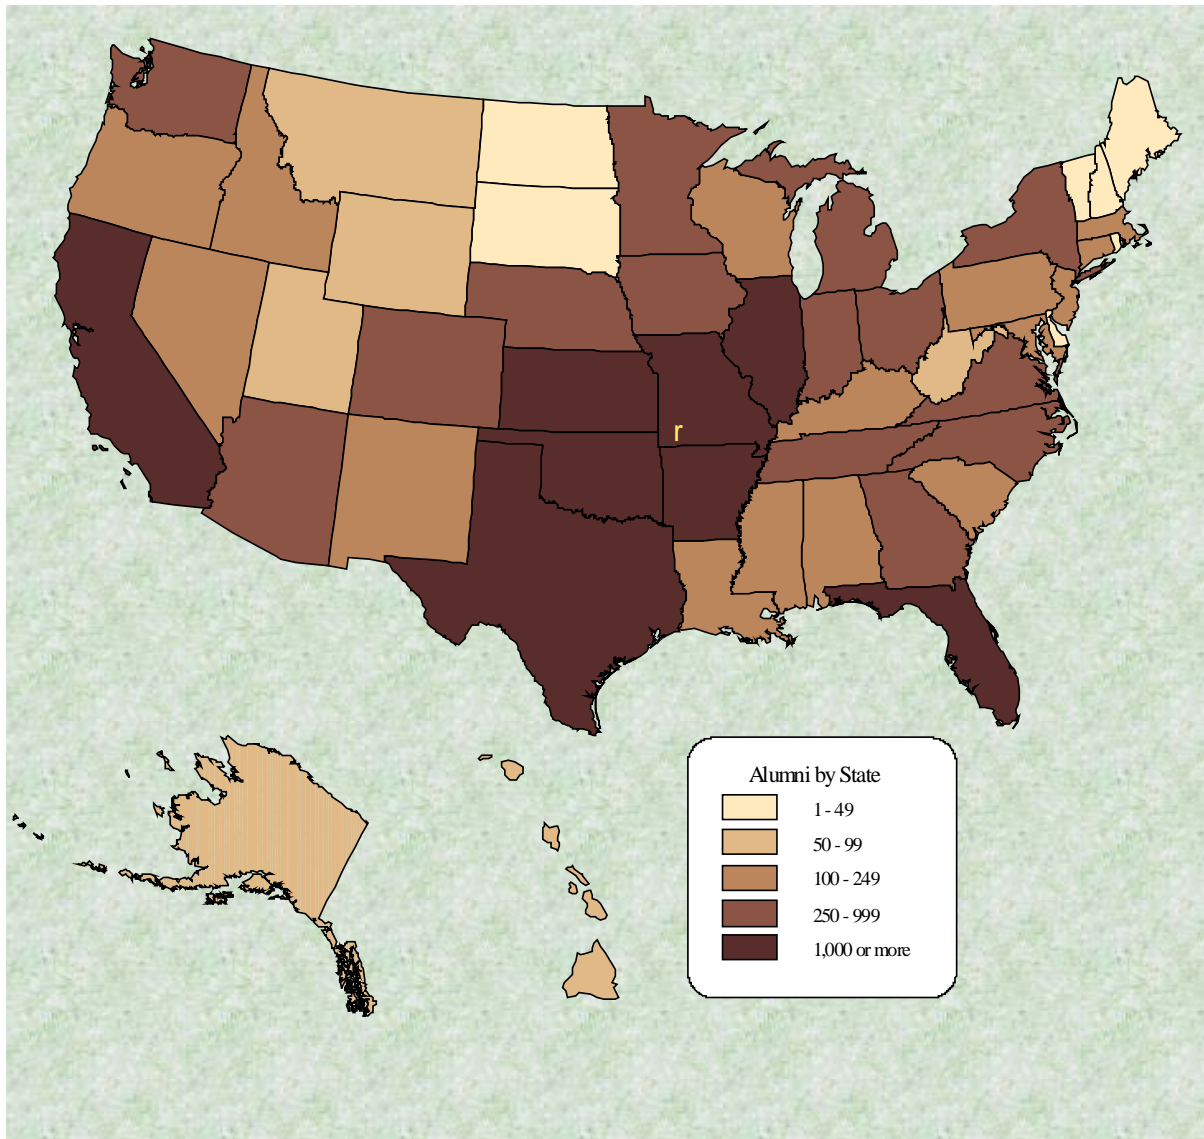 r
Alumni by State
1 - 49
50 - 99
100 - 249
250 - 999
1,000 or more